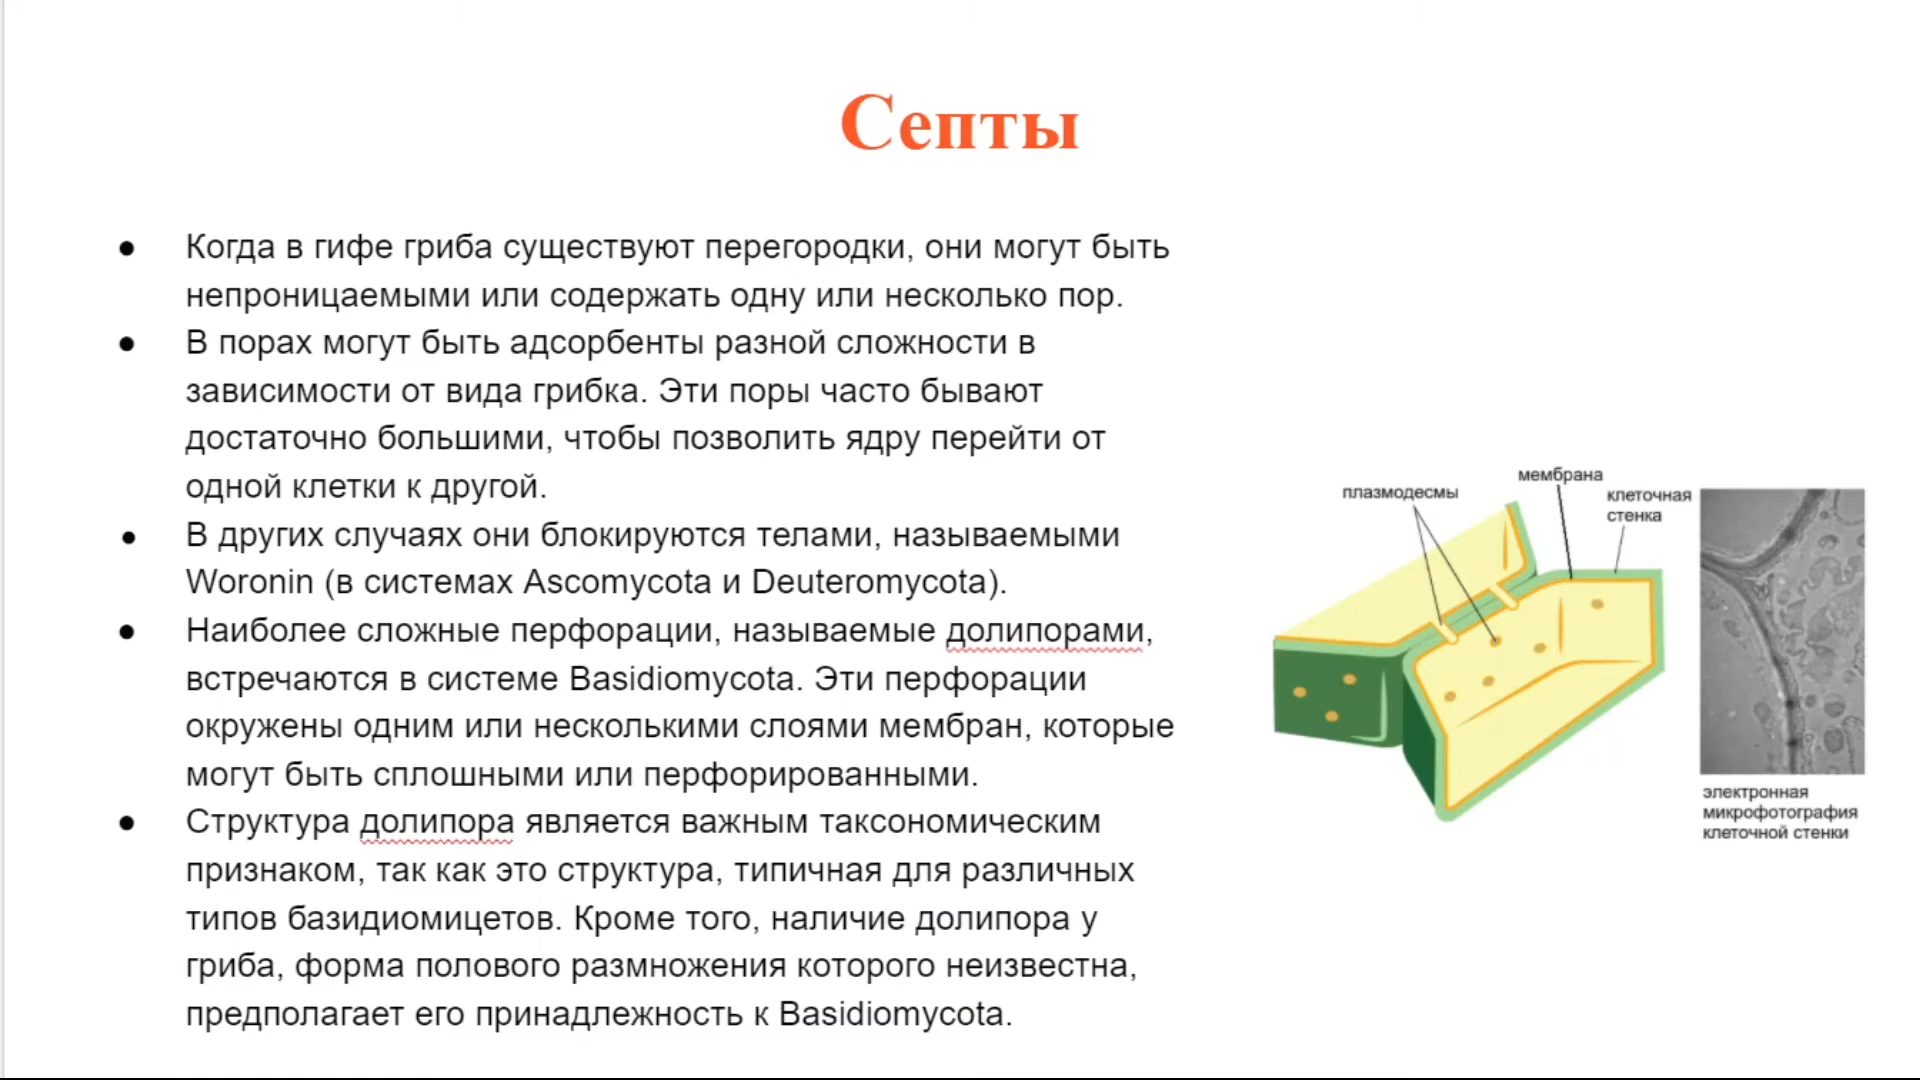 Септы
● Когда в гифе гриба существуют перегородки, они могут быть
непроницаемыми или содержать одну или несколько пор.
● В порах могут быть адсорбенты разной сложности в
зависимости от вида грибка. Эти поры часто бывают
достаточно большими, чтобы позволить ядру перейти от
одной клетки к другой.
● В других случаях они блокируются телами, называемыми
Woronin (в системах Ascomycota и Deuteromycota).
● Наиболее сложные перфорации, называемые долипорами,
встречаются в системе Basidiomycota. Эти перфорации
окружены одним или несколькими слоями мембран, которые
могут быть сплошными или перфорированными.
● Структура долипора является важным таксономическим
признаком, так как это структура, типичная для различных
типов базидиомицетов. Кроме того, наличие долипора у
гриба, форма полового размножения которого неизвестна,
предполагает его принадлежность к Basidiomycota.
плазмодесмы
мембрана
клеточная
стенка
электронная
микрофотография
клеточной стенки